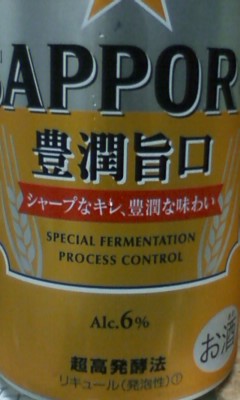 SAPPOR
豊潤旨口
シャープなキレ、豊潤な味わい
SPECIAL FERMENTATION
PROCESS CONTROL
Alc.6%
お酒
超高発酵法
リキュール(発泡性)①